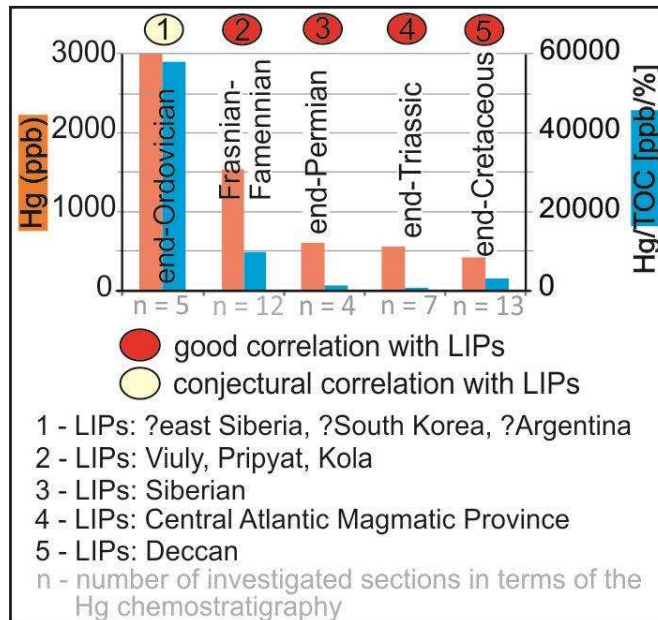 1 2 3 4 5
3000 60000
2000 40000
1000 20000
0 0
Hg (ppb)
Hg/TOC [ppb/%]
end-Ordovician
Frasnian-
Famennian
end-Permian
end-Triassic
end-Cretaceous
n = 5 n = 12 n = 4 n = 7 n = 13
good correlation with LIPs
conjectural correlation with LIPs
1 - LIPs: ?east Siberia, ?South Korea, ?Argentina
2 - LIPs: Viuly, Pripyat, Kola
3 - LIPs: Siberian
4 - LIPs: Central Atlantic Magmatic Province
5 - LIPs: Deccan
n - number of investigated sections in terms of the
Hg chemostratigraphy